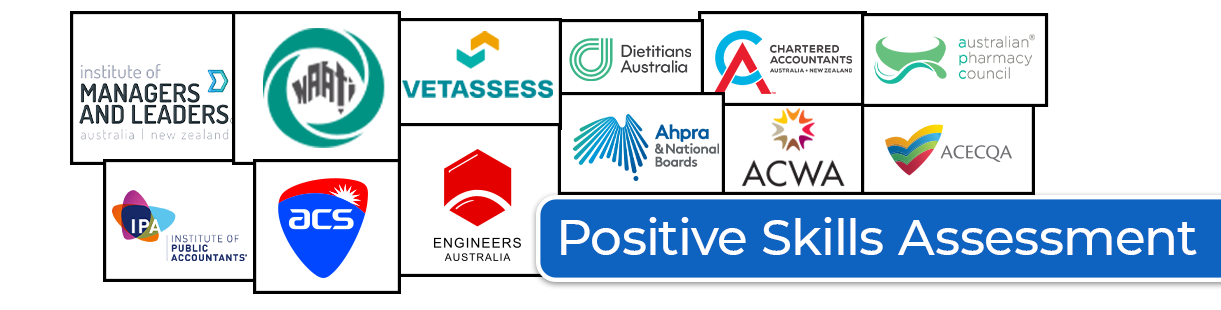 institute of
MANAGERS
AND LEADERS
australia | new zealand
NAATI
VETASSESS
Dietitians
Australia
CHARTERED
ACCOUNTANTS
AUSTRALIA + NEW ZEALAND
australian®
pharmacy
council
IPA
INSTITUTE OF
PUBLIC
ACCOUNTANTS'
acs
ENGINEERS
AUSTRALIA
Ahpra
& National
Boards
ACWA
ACECQA
Positive Skills Assessment